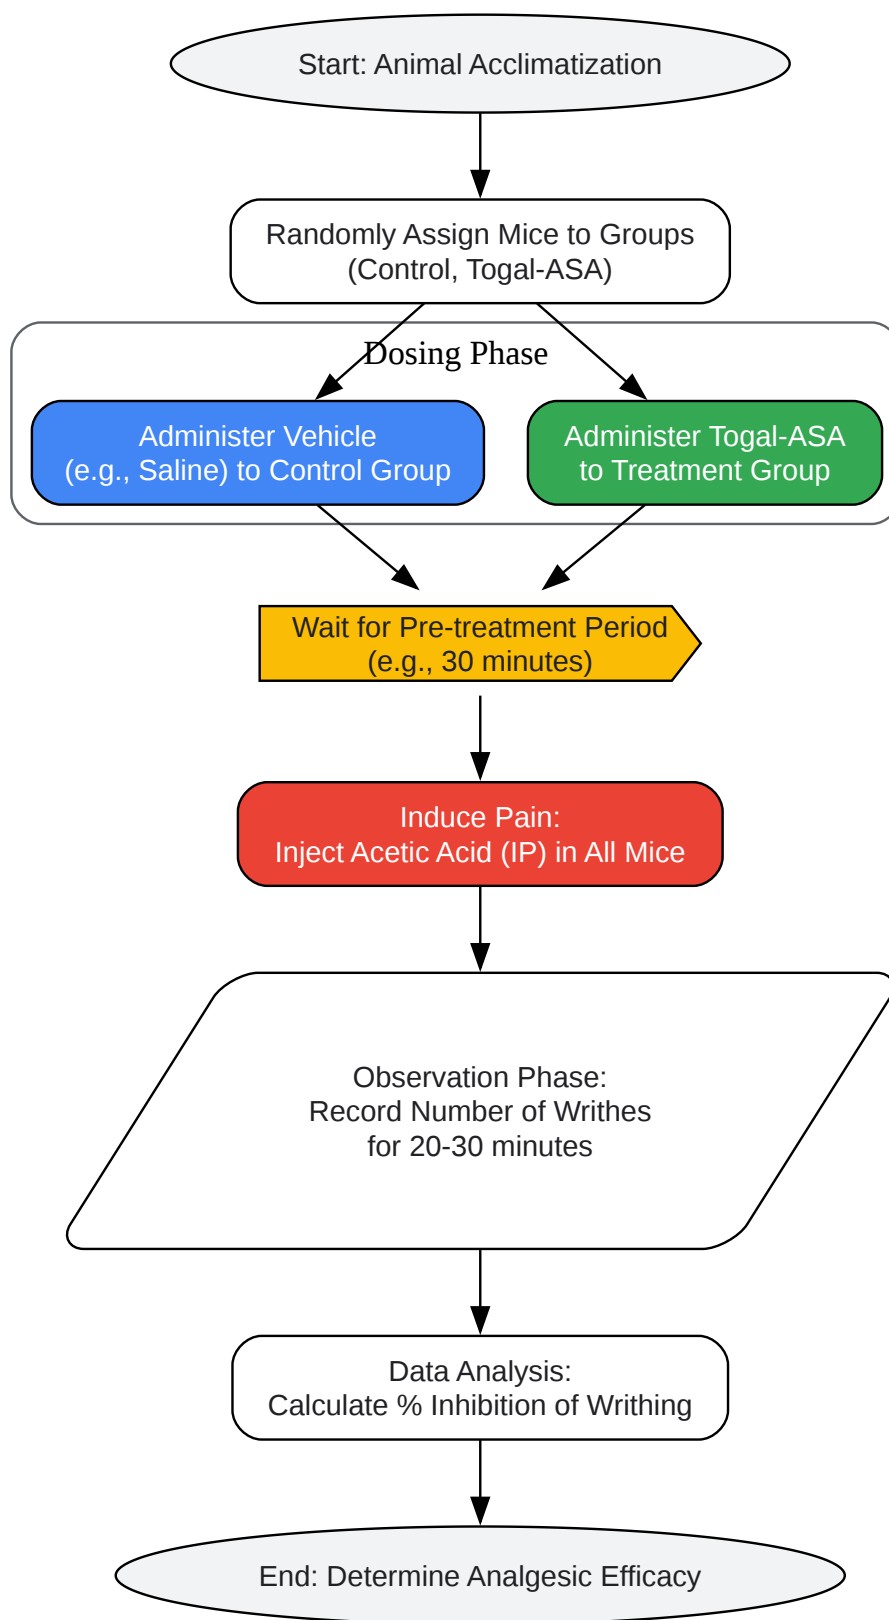 Start: Animal Acclimatization
Randomly Assign Mice to Groups
(Control, Togal-ASA)
Dosing Phase
Administer Vehicle
(e.g., Saline) to Control Group
Administer Togal-ASA
to Treatment Group
Wait for Pre-treatment Period
(e.g., 30 minutes)
Induce Pain:
Inject Acetic Acid (IP) in All Mice
Observation Phase:
Record Number of Writhes
for 20-30 minutes
Data Analysis:
Calculate % Inhibition of Writhing
End: Determine Analgesic Efficacy